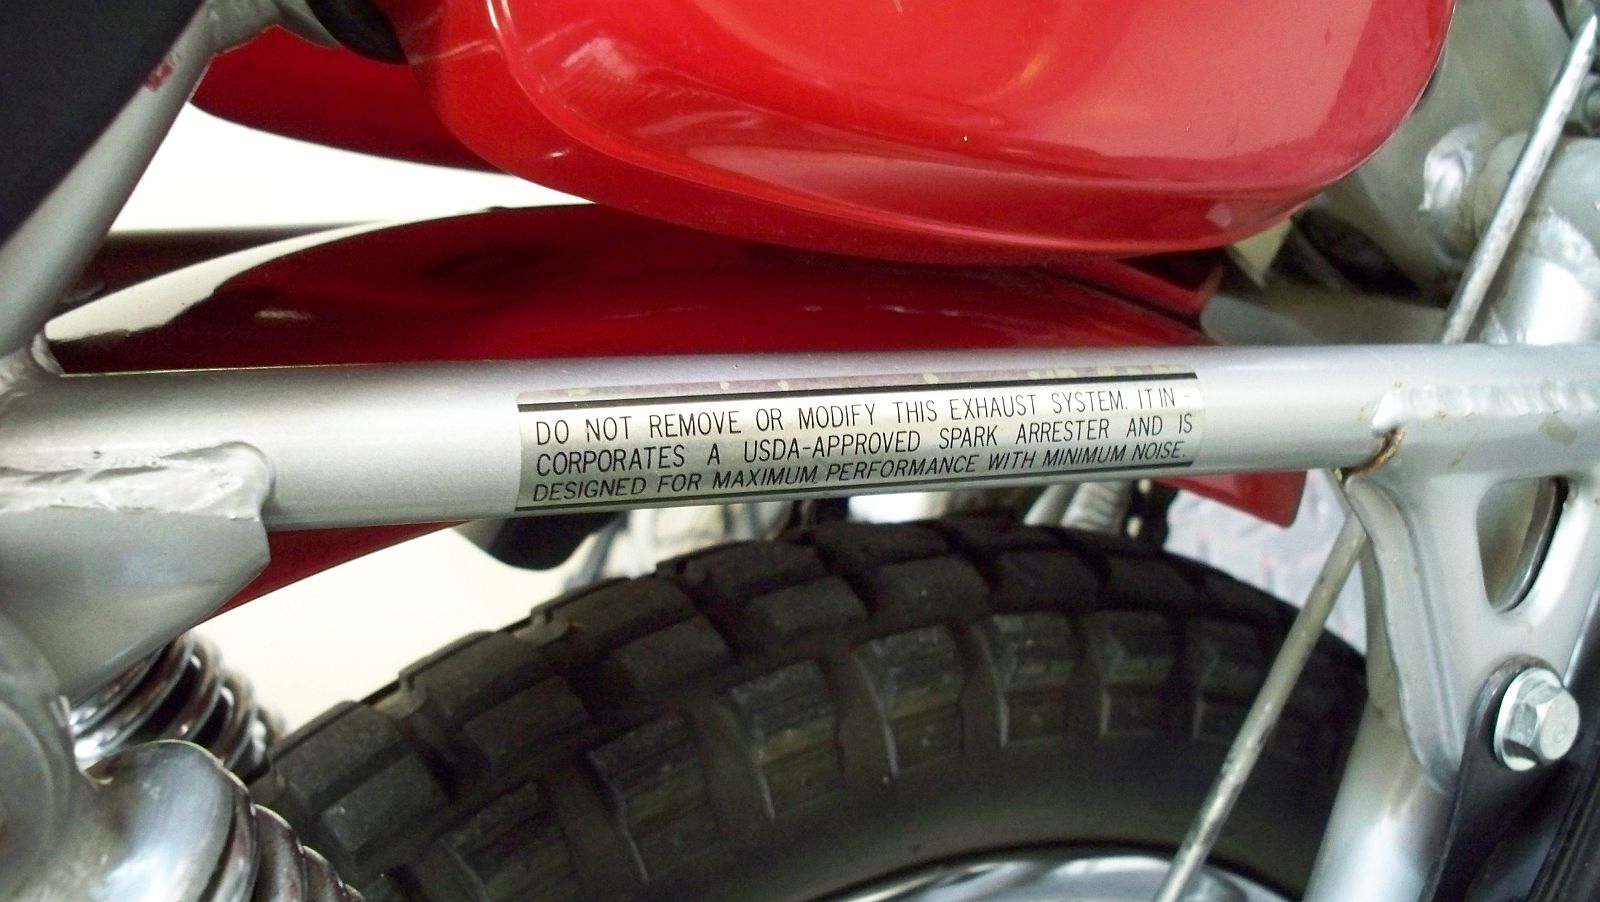 DO NOT REMOVE OR MODIFY THIS EXHAUST SYSTEM. IT IN -
CORPORATES A USDA-APPROVED SPARK ARRESTER AND IS
DESIGNED FOR MAXIMUM PERFORMANCE WITH MINIMUM NOISE.